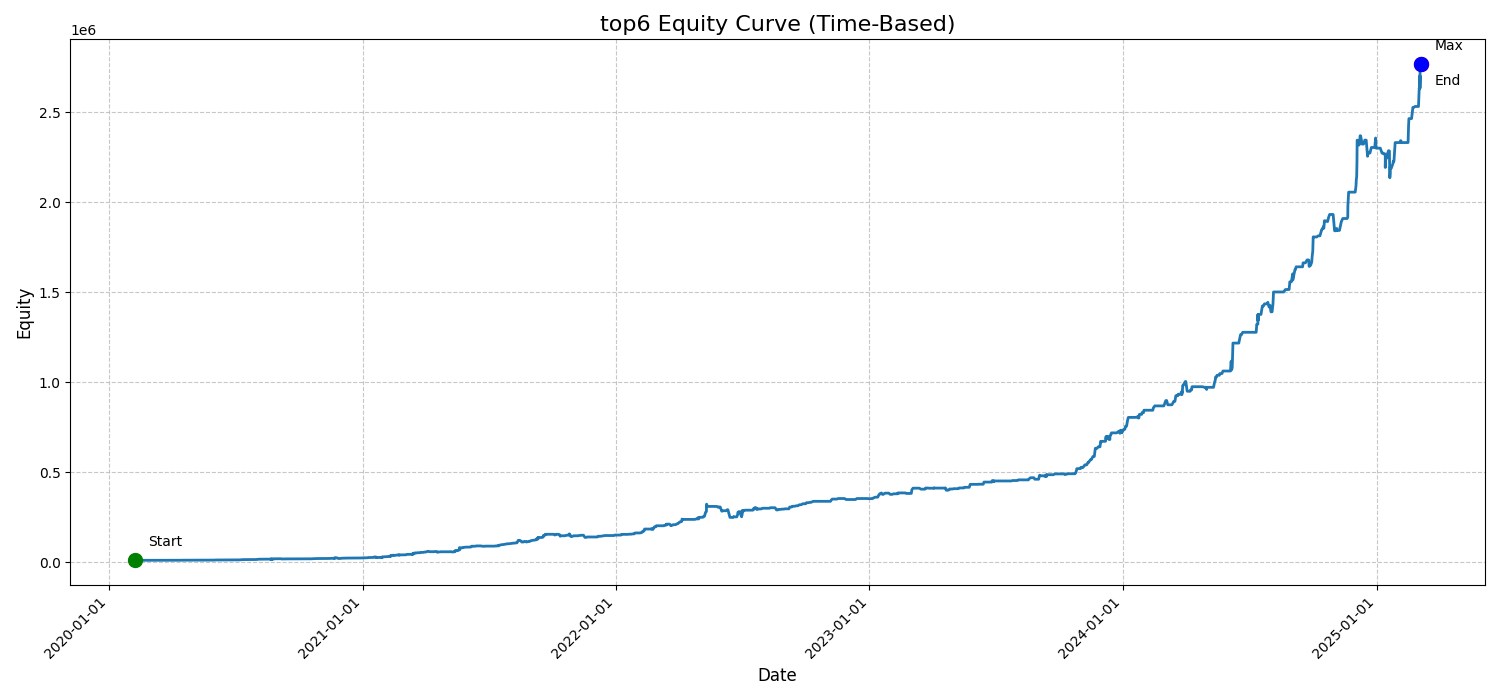 top6 Equity Curve (Time-Based)
1e6
Max
End
2.5
2.0
1.5
1.0
0.5
0.0
Start
Equity
2020-01-01
2021-01-01
2022-01-01
2023-01-01
2024-01-01
2025-01-01
Date